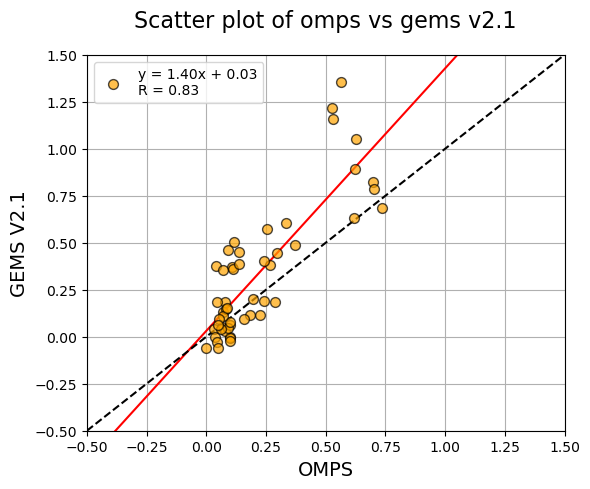 Scatter plot of omps vs gems v2.1
y = 1.40x + 0.03
R = 0.83
1.50
1.25
1.00
0.75
0.50
0.25
0.00
−0.25
−0.50
GEMS V2.1
−0.50 −0.25 0.00 0.25 0.50 0.75 1.00 1.25 1.50
OMPS